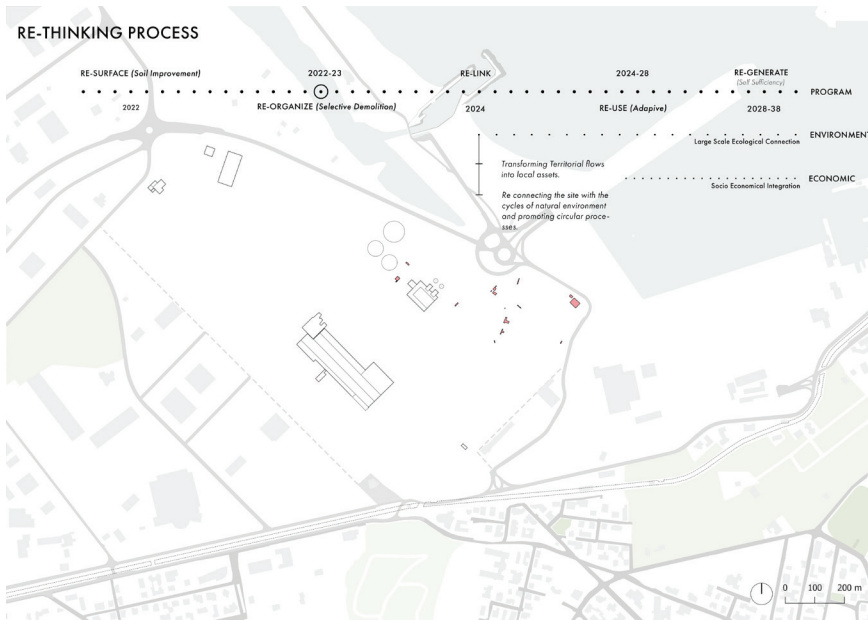 RE-THINKING PROCESS
RE-SURFACE (Soil Improvement)
2022-23
RE-LINK
2024-28
RE-GENERATE
(Self Sufficiency)
PROGRAM
2022
RE-ORGANIZE (Selective Demolition)
2024
RE-USE (Adapive)
2028-38
ENVIRONMENT
Large Scale Ecological Connection
Transforming Territorial flows
into local assets.
ECONOMIC
Socio Economical Integration
Re connecting the site with the
cycles of natural environment
and promoting circular proce-
sses.
0 100 200 m